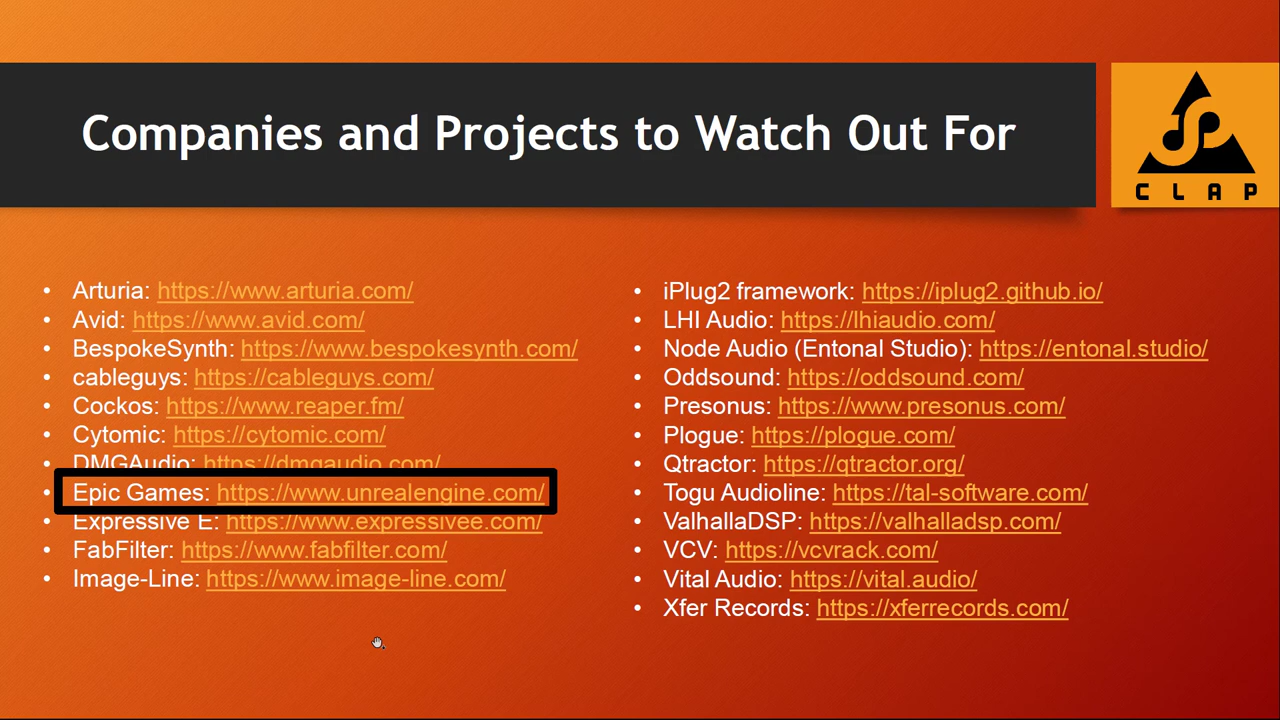 Companies and Projects to Watch Out For
CLAP
• Arturia: https://www.arturia.com/
• Avid: https://www.avid.com/
• BespokeSynth: https://www.bespokesynth.com/
• cableguys: https://cableguys.com/
• Cockos: https://www.reaper.fm/
• Cytomic: https://cytomic.com/
• DMGAudio: https://dmgaudio.com/
• Epic Games: https://www.unrealengine.com/
• Expressive E: https://www.expressivee.com/
• FabFilter: https://www.fabfilter.com/
• Image-Line: https://www.image-line.com/
• iPlug2 framework: https://iplug2.github.io/
• LHI Audio: https://lhiaudio.com/
• Node Audio (Entonal Studio): https://entonal.studio/
• Oddsound: https://oddsound.com/
• Presonus: https://www.presonus.com/
• Plogue: https://plogue.com/
• Qtractor: https://qtractor.org/
• Togu Audioline: https://tal-software.com/
• ValhallaDSP: https://valhalladsp.com/
• VCV: https://vcvrack.com/
• Vital Audio: https://vital.audio/
• Xfer Records: https://xferrecords.com/